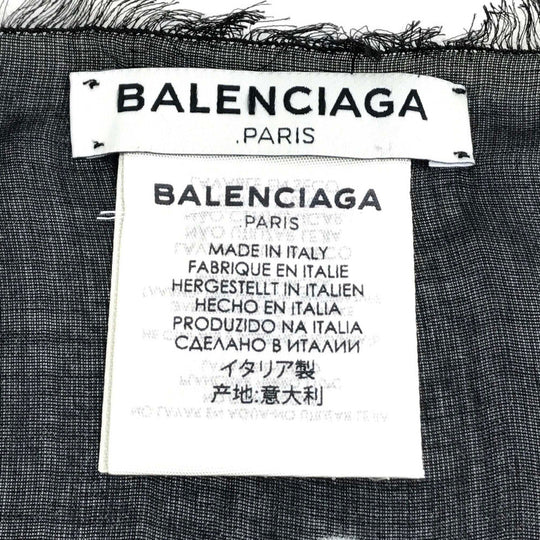 BALENCIAGA
.PARIS
BALENCIAGA
PARIS
MADE IN ITALY
FABRIQUE EN ITALIE
HERGESTELLT IN ITALIEN
HECHO EN ITALIA
PRODUZIDO NA ITALIA
СДЕЛАНО В ИТАЛИИ
イタリア製
产地:意大利